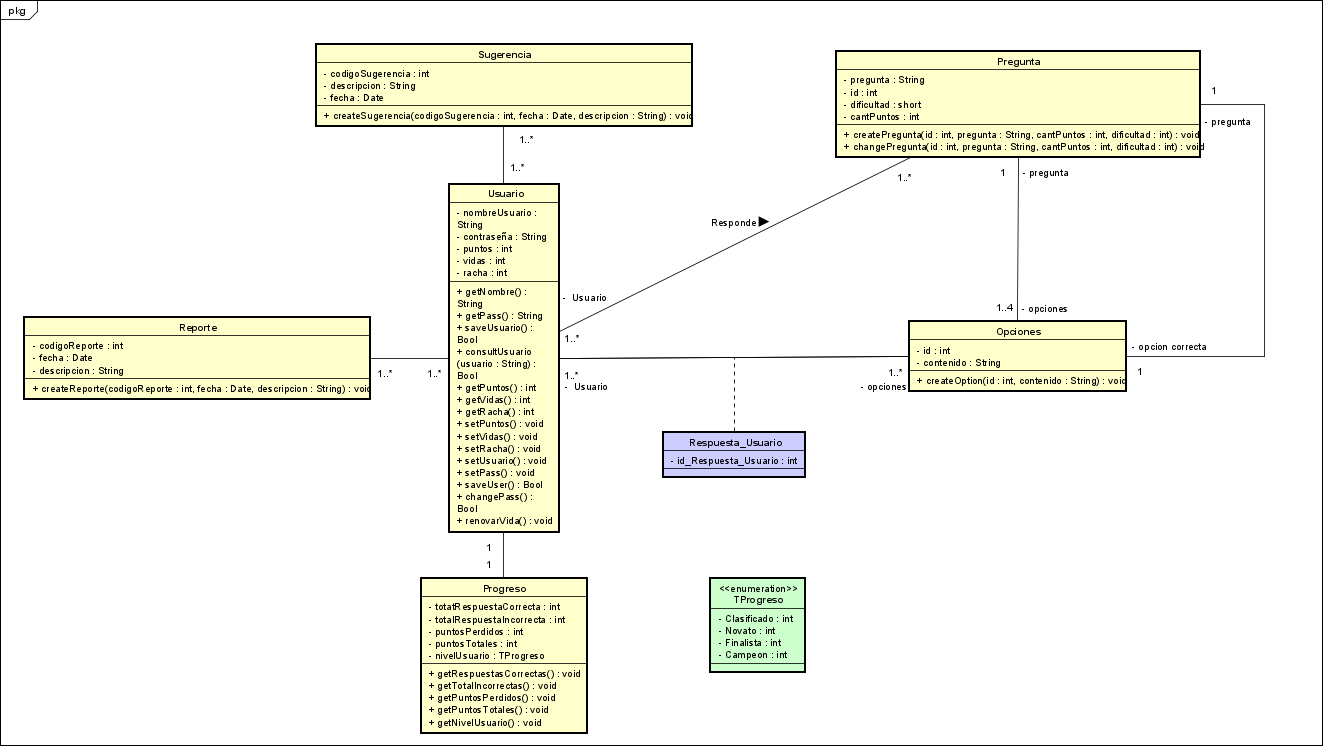 pkg
Sugerencia
- codigoSugerencia : int
- descripcion : String
- fecha : Date
+ createSugerencia(codigoSugerencia : int, fecha : Date, descripcion : String) : void
1..*
1..*
Pregunta
- pregunta : String
- id : int
- dificultad : short
- cantPuntos : int
+ createPregunta(id : int, pregunta : String, cantPuntos : int, dificultad : int) : void
+ changePregunta(id : int, pregunta : String, cantPuntos : int, dificultad : int) : void
1
- pregunta
1..*
1
- pregunta
Responde
Usuario
- nombreUsuario :
String
- contraseña : String
- puntos : int
- vidas : int
- racha : int
+ getNombre() :
String
+ getPass() : String
+ saveUsuario() :
Bool
+ consultUsuario
(usuario : String) :
Bool
+ getPuntos() : int
+ getVidas() : int
+ getRacha() : int
+ setPuntos() : void
+ setVidas() : void
+ setRacha() : void
+ setUsuario() : void
+ setPass() : void
+ saveUser() : Bool
+ changePass() :
Bool
+ renovarVida() : void
- Usuario
1..*
1..*
- Usuario
1..4
- opciones
Reporte
- codigoReporte : int
- fecha : Date
- descripcion : String
+ createReporte(codigoReporte : int, fecha : Date, descripcion : String) : void
1..*
1..*
Opciones
- id : int
- contenido : String
+ createOption(id : int, contenido : String) : void
- opcion correcta
1
1..*
- opciones
Respuesta_Usuario
- id_Respuesta_Usuario : int
1
1
Progreso
- totatRespuestaCorrecta : int
- totalRespuestaIncorrecta : int
- puntosPerdidos : int
- puntosTotales : int
- nivelUsuario : TProgreso
+ getRespuestasCorrectas() : void
+ getTotalIncorrectas() : void
+ getPuntosPerdidos() : void
+ getPuntosTotales() : void
+ getNivelUsuario() : void
<<enumeration>>
TProgreso
- Clasificado : int
- Novato : int
- Finalista : int
- Campeon : int